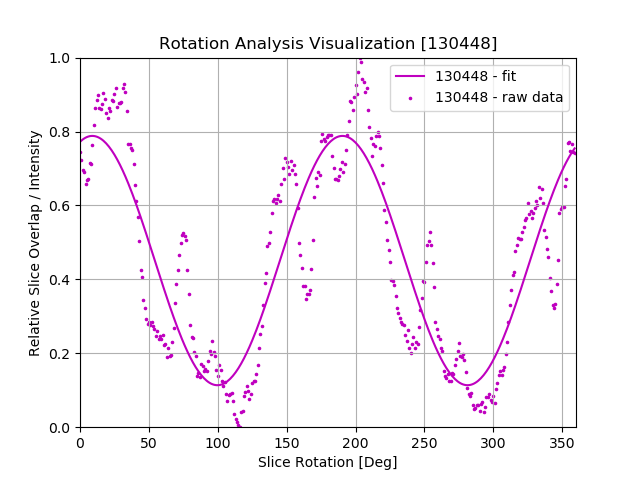 Rotation Analysis Visualization [130448]
130448 - fit
130448 - raw data
Relative Slice Overlap / Intensity
1.0
0.8
0.6
0.4
0.2
0.0
0 50 100 150 200 250 300 350
Slice Rotation [Deg]